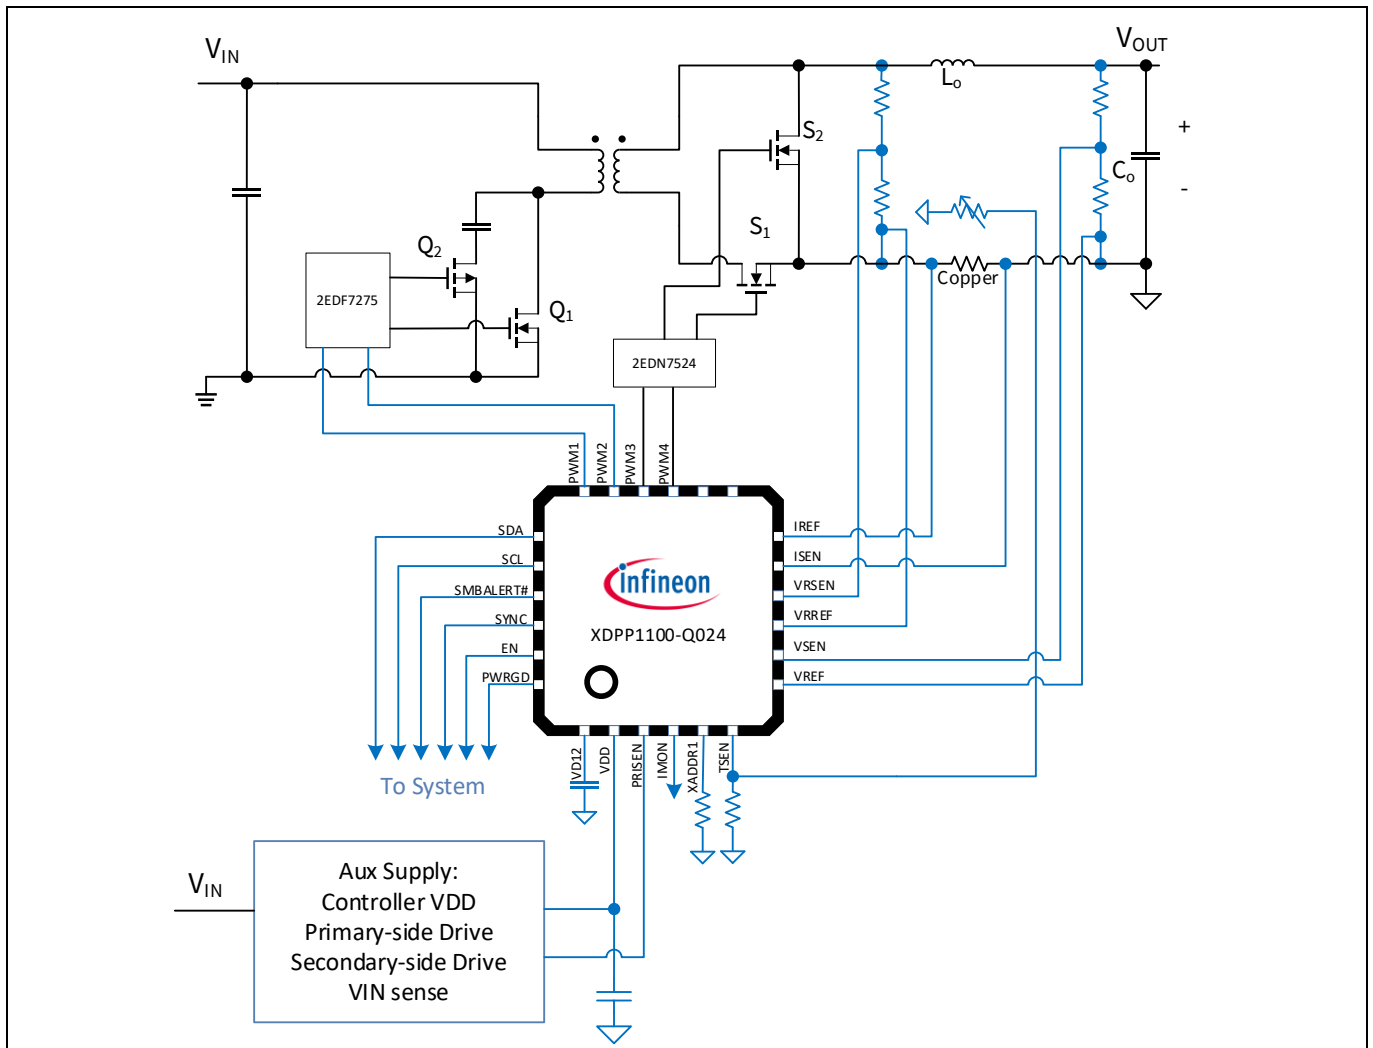 VIN
VOUT
Lo
S2
+
Co
-
S1
Q2
Copper
2EDF7275
Q1
2EDN7524
PWM1
PWM2
PWM3
PWM4
SDA
IREF
SCL
ISEN
infineon
SMBALERT#
VRSEN
SYNC
VRREF
XDPP1100-Q024
EN
VSEN
PWRGD
VREF
VD12
VDD
PRISEN
IMON
XADDR1
TSEN
To System
Aux Supply:
VIN
Controller VDD
Primary-side Drive
Secondary-side Drive
VIN sense